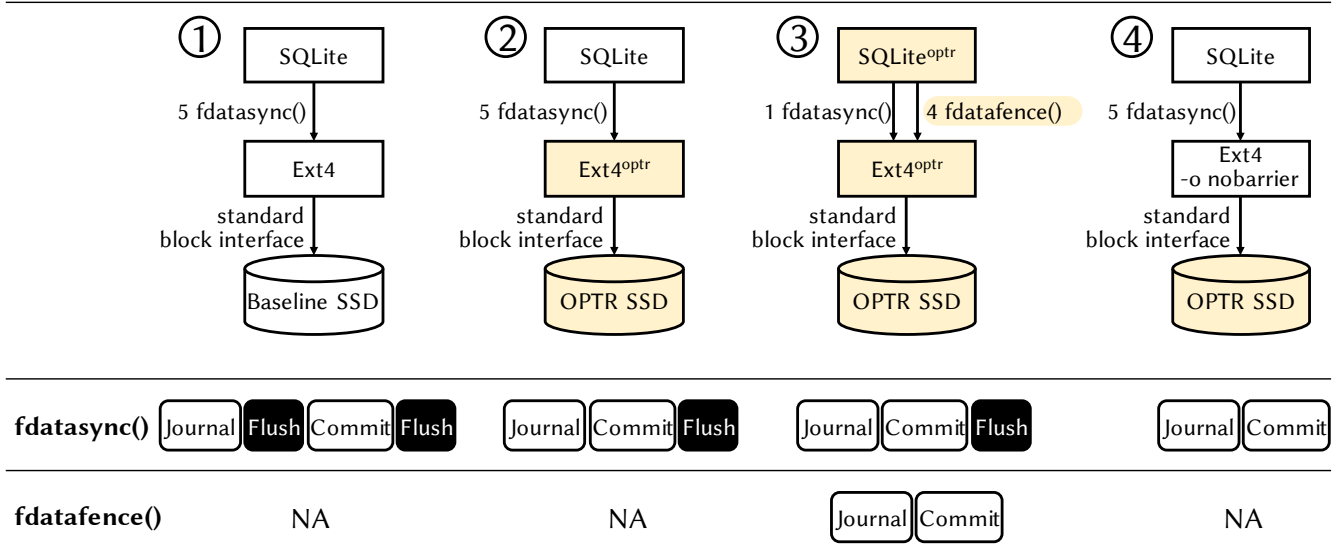 ① ② ③ ④
SQLite SQLite SQLiteᵒᵖᵗʳ SQLite
5 fdatasync() 5 fdatasync() 1 fdatasync() 4 fdatafence() 5 fdatasync()
Ext4 Ext4ᵒᵖᵗʳ Ext4ᵒᵖᵗʳ Ext4
-o nobarrier
standard standard standard standard
block interface block interface block interface block interface
Baseline SSD OPTR SSD OPTR SSD OPTR SSD
fdatasync() Journal Flush Commit Flush Journal Commit Flush Journal Commit Flush Journal Commit
fdatafence() NA NA Journal Commit NA